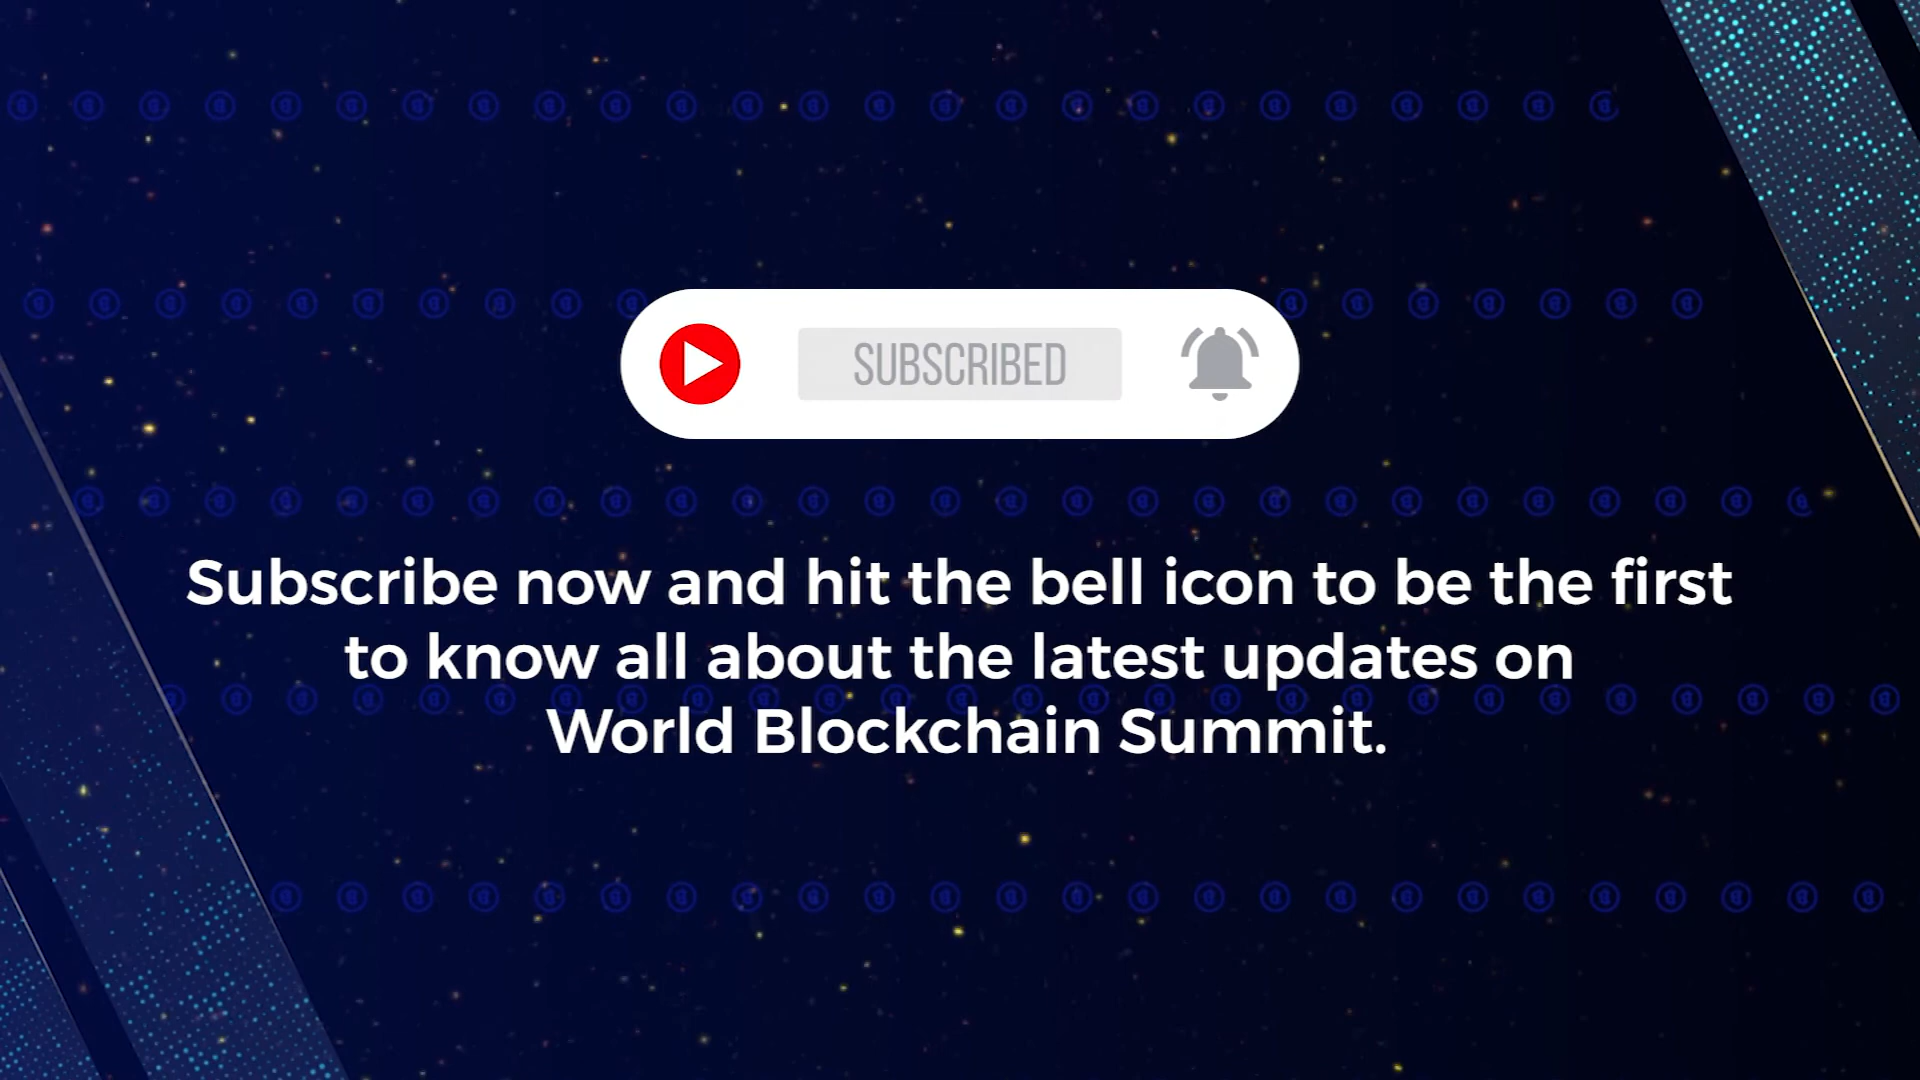 SUBSCRIBED
Subscribe now and hit the bell icon to be the first
to know all about the latest updates on
World Blockchain Summit.